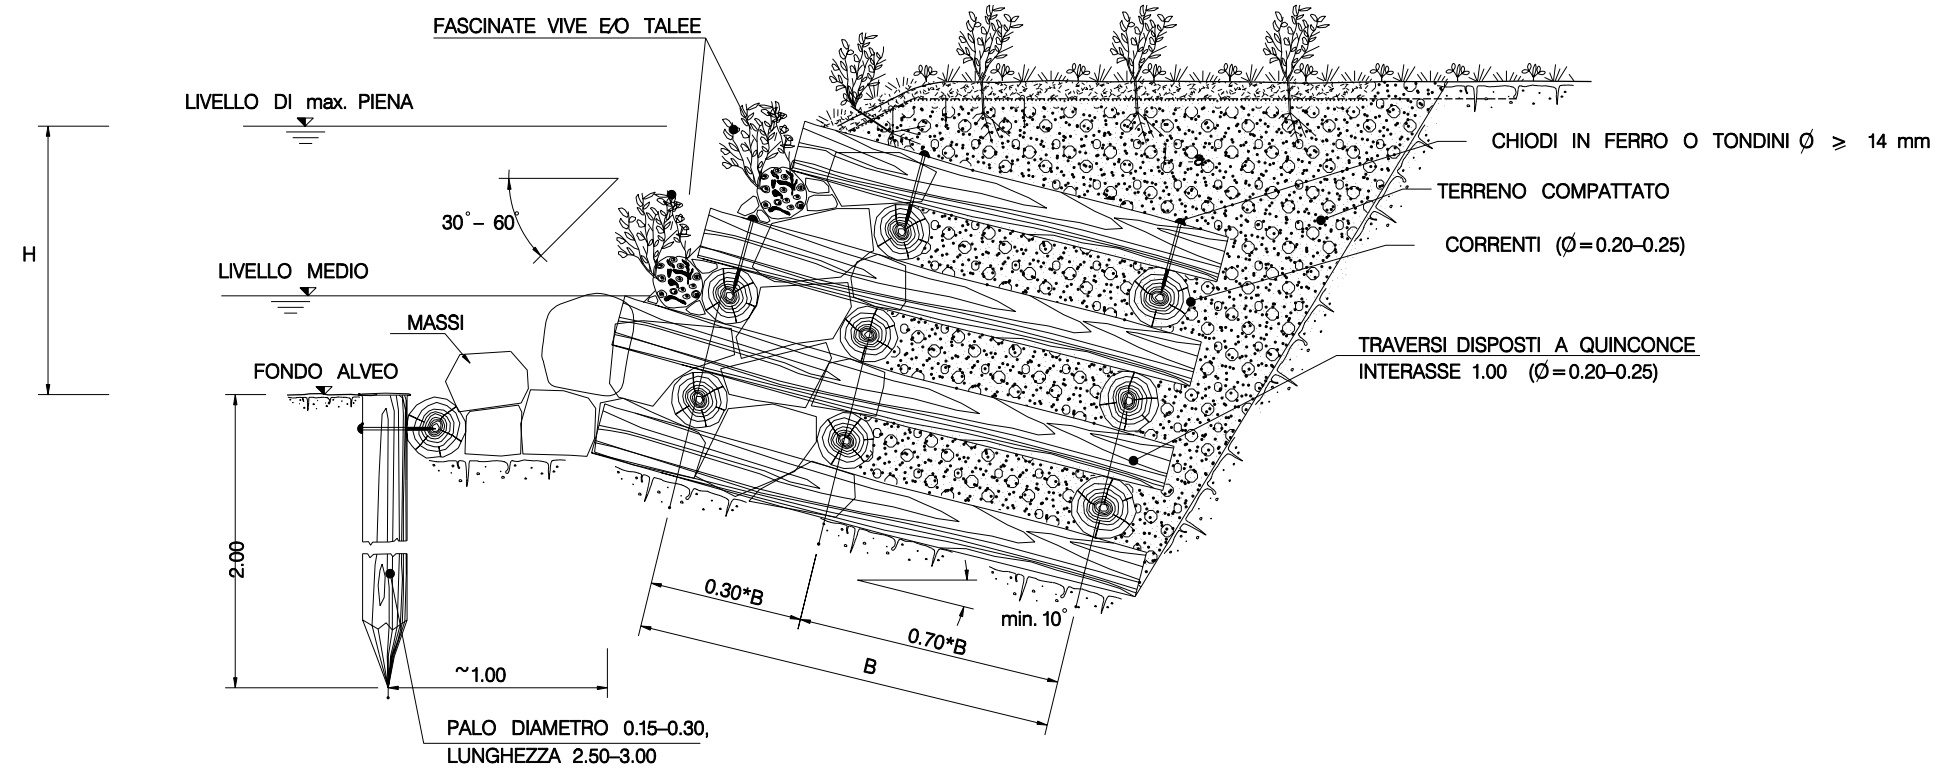 FASCINATE VIVE E/O TALEE
LIVELLO DI max. PIENA
CHIODI IN FERRO O TONDINI Ø ≥ 14 mm
TERRENO COMPATTATO
30°– 60°
CORRENTI (Ø=0.20–0.25)
H
LIVELLO MEDIO
MASSI
TRAVERSI DISPOSTI A QUINCONCE
INTERASSE 1.00 (Ø=0.20–0.25)
FONDO ALVEO
2.00
0.30*B
min. 10°
0.70*B
B
~1.00
PALO DIAMETRO 0.15–0.30,
LUNGHEZZA 2.50–3.00